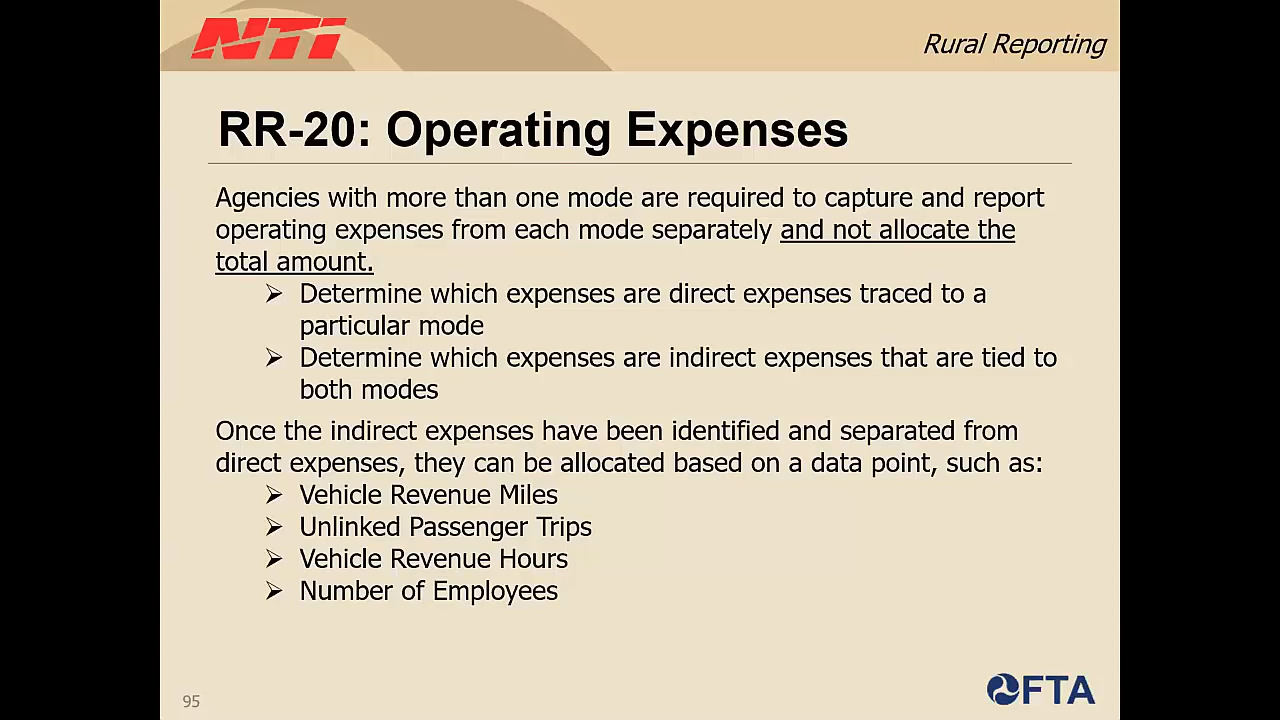 NTI
Rural Reporting
RR-20: Operating Expenses
Agencies with more than one mode are required to capture and report
operating expenses from each mode separately and not allocate the
total amount.
➢ Determine which expenses are direct expenses traced to a
particular mode
➢ Determine which expenses are indirect expenses that are tied to
both modes
Once the indirect expenses have been identified and separated from
direct expenses, they can be allocated based on a data point, such as:
➢ Vehicle Revenue Miles
➢ Unlinked Passenger Trips
➢ Vehicle Revenue Hours
➢ Number of Employees
95
FTA